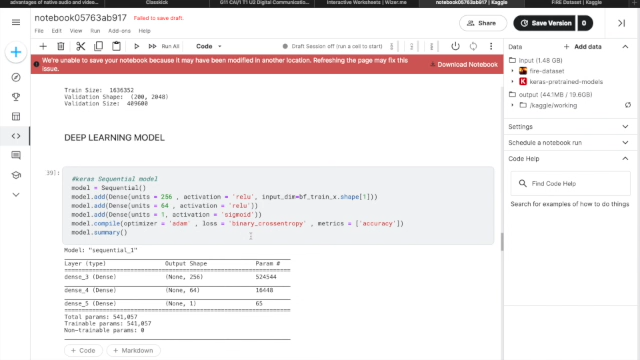 advantages of native audio and video
Classkick
G11 CA/1 T1 U2 Digital Communicatio...
Interactive Worksheets | Wizer.me
notebook05763ab917 | Kaggle
FIRE Dataset | Kaggle
notebook05763ab917 Failed to save draft.
File Edit View Run Add-ons Help
Share Save Version 0
Run All Code Draft Session off (run a cell to start)
We're unable to save your notebook because it may have been modified in another location. Refreshing the page may fix this
issue.
Download Notebook
Train Size: 1636352
Validation Shape: (200, 2048)
Validation Size: 409600
DEEP LEARNING MODEL
39]:
#keras Sequential model
model = Sequential()
model.add(Dense(units = 256 , activation = 'relu', input_dim=bf_train_x.shape[1]))
model.add(Dense(units = 64 , activation = 'relu'))
model.add(Dense(units = 1, activation = 'sigmoid'))
model.compile(optimizer = 'adam' , loss = 'binary_crossentropy' , metrics = ['accuracy'])
model.summary()
Model: "sequential_1"
Layer (type) Output Shape Param #
dense_3 (Dense) (None, 256) 524544
dense_4 (Dense) (None, 64) 16448
dense_5 (Dense) (None, 1) 65
Total params: 541,057
Trainable params: 541,057
Non-trainable params: 0
+ Code + Markdown
Data + Add data
input (1.48 GB)
fire-dataset
keras-pretrained-models
output (44.1MB / 19.6GB)
/kaggle/working
Settings
Schedule a notebook run
Code Help
Find Code Help
Search for examples of how to do things